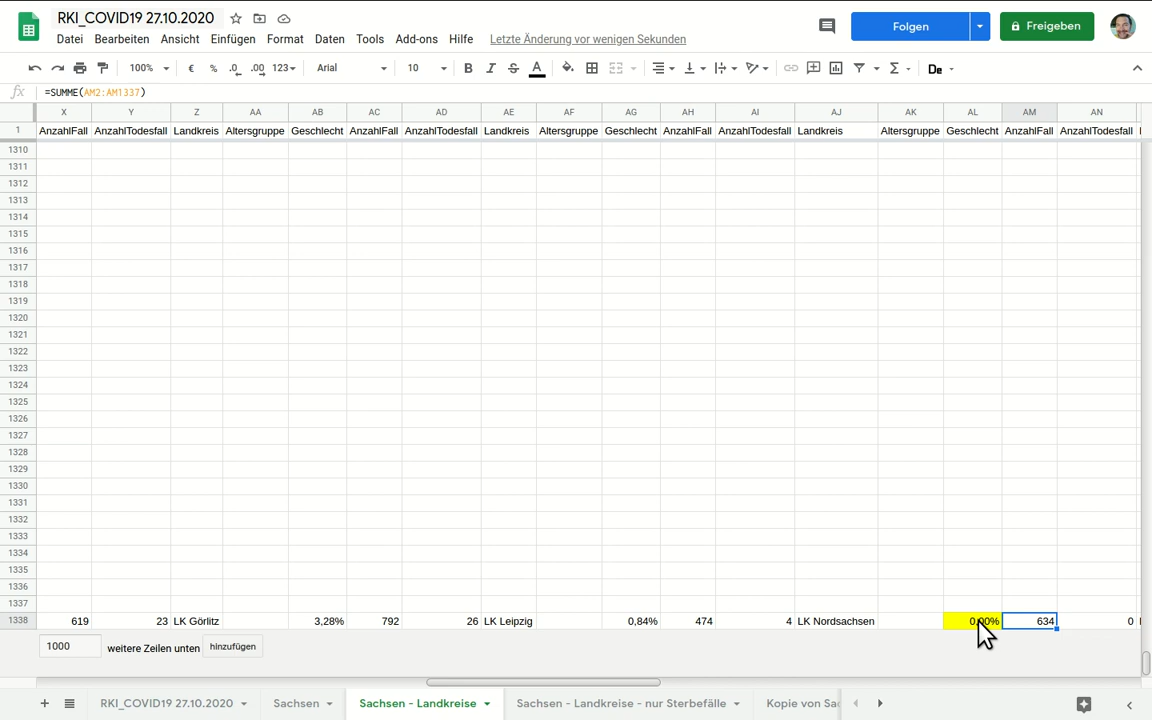 RKI_COVID19 27.10.2020
Datei Bearbeiten Ansicht Einfügen Format Daten Tools Add-ons Hilfe Letzte Änderung vor wenigen Sekunden
Folgen
Freigeben
100% € % .0 .00 123 Arial 10 B I S A Σ De
fx =SUMME(AM2:AM1337)
X Y Z AA AB AC AD AE AF AG AH AI AJ AK AL AM AN
1 AnzahlFall AnzahlTodesfall Landkreis Altersgruppe Geschlecht AnzahlFall AnzahlTodesfall Landkreis Altersgruppe Geschlecht AnzahlFall AnzahlTodesfall Landkreis Altersgruppe Geschlecht AnzahlFall AnzahlTodesfall
1310
1311
1312
1313
1314
1315
1316
1317
1318
1319
1320
1321
1322
1323
1324
1325
1326
1327
1328
1329
1330
1331
1332
1333
1334
1335
1336
1337
1338 619 23 LK Görlitz 3,28% 792 26 LK Leipzig 0,84% 474 4 LK Nordsachsen 0,00% 634 0
1000 weitere Zeilen unten hinzufügen
RKI_COVID19 27.10.2020 Sachsen Sachsen - Landkreise Sachsen - Landkreise - nur Sterbefälle Kopie von Sac